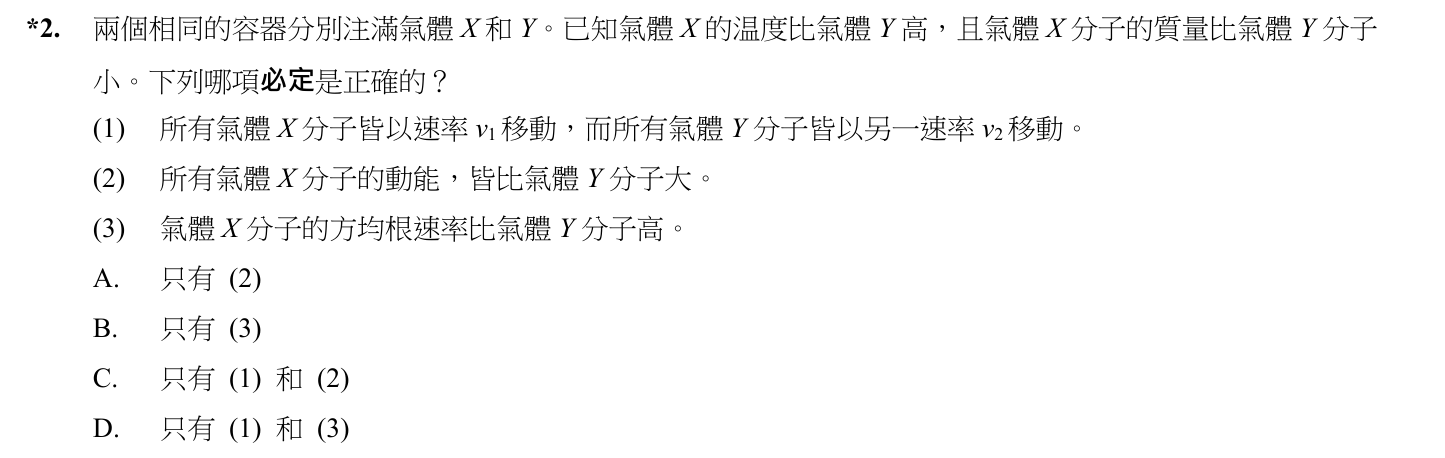 *2. 兩個相同的容器分別注滿氣體 X 和 Y。已知氣體 X 的温度比氣體 Y 高，且氣體 X 分子的質量比氣體 Y 分子
小。下列哪項必定是正確的？
(1) 所有氣體 X 分子皆以速率 v₁ 移動，而所有氣體 Y 分子皆以另一速率 v₂ 移動。
(2) 所有氣體 X 分子的動能，皆比氣體 Y 分子大。
(3) 氣體 X 分子的方均根速率比氣體 Y 分子高。
A. 只有 (2)
B. 只有 (3)
C. 只有 (1) 和 (2)
D. 只有 (1) 和 (3)